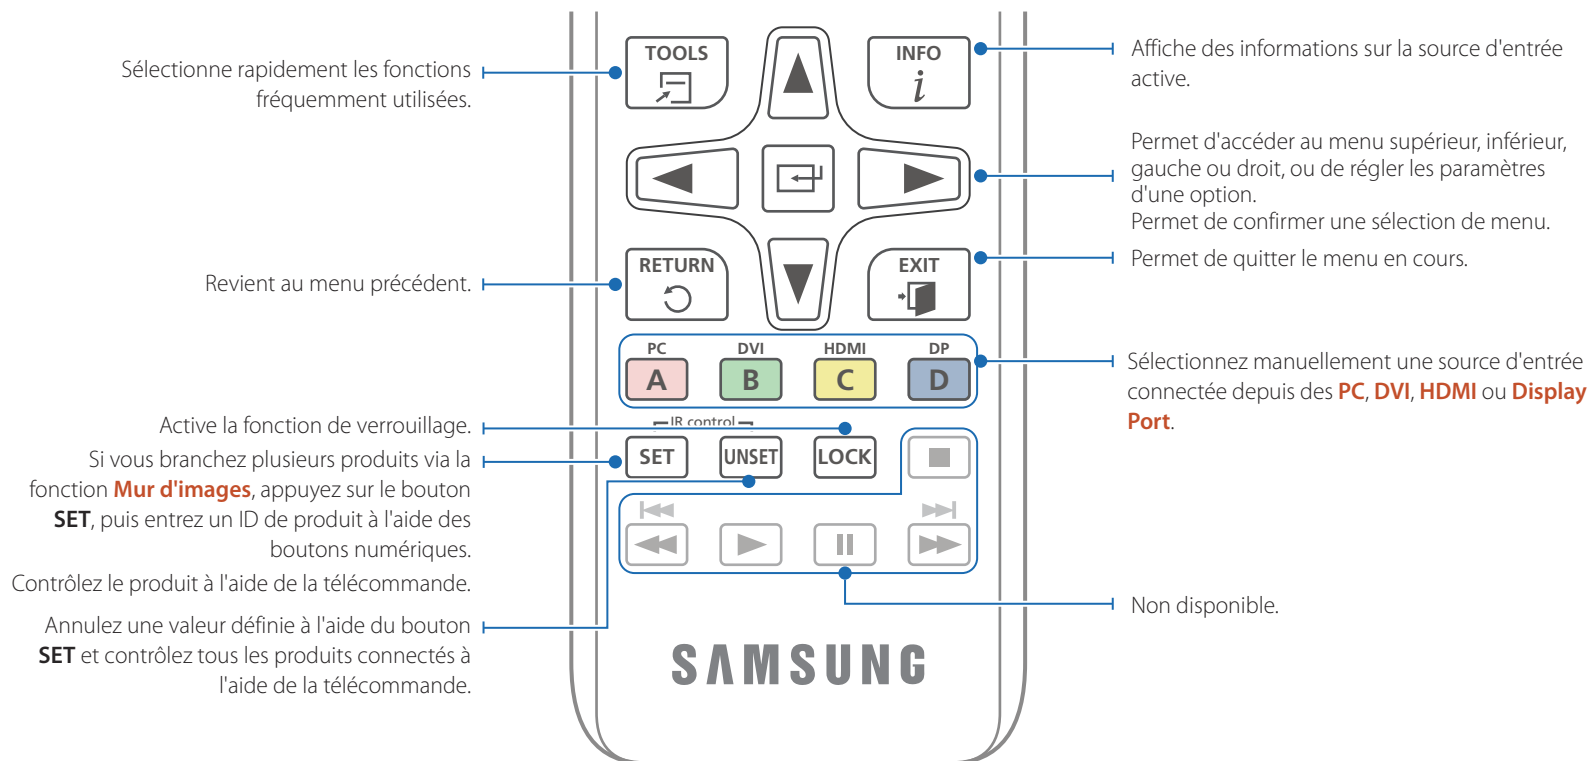 Sélectionne rapidement les fonctions
fréquemment utilisées.
Revient au menu précédent.
Active la fonction de verrouillage.
Si vous branchez plusieurs produits via la
fonction Mur d'images, appuyez sur le bouton
SET, puis entrez un ID de produit à l'aide des
boutons numériques.
Contrôlez le produit à l'aide de la télécommande.
Annulez une valeur définie à l'aide du bouton
SET et contrôlez tous les produits connectés à
l'aide de la télécommande.
TOOLS
INFO
i
RETURN
EXIT
PC DVI HDMI DP
A B C D
IR control
SET UNSET LOCK
SAMSUNG
Affiche des informations sur la source d'entrée
active.
Permet d'accéder au menu supérieur, inférieur,
gauche ou droit, ou de régler les paramètres
d'une option.
Permet de confirmer une sélection de menu.
Permet de quitter le menu en cours.
Sélectionnez manuellement une source d'entrée
connectée depuis des PC, DVI, HDMI ou Display
Port.
Non disponible.